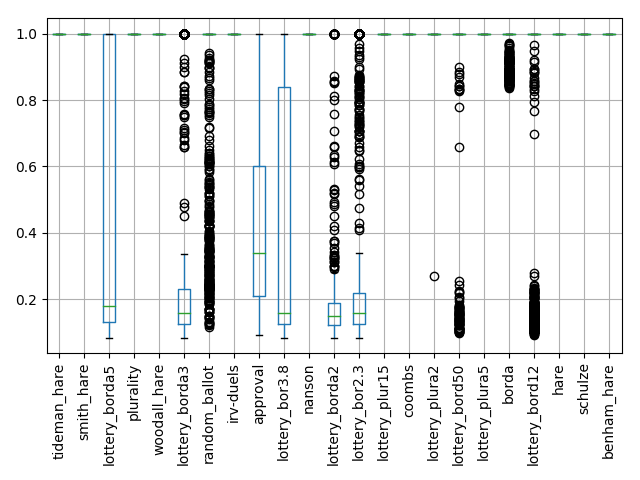 1.0
0.8
0.6
0.4
0.2
tideman_hare
smith_hare
lottery_borda5
plurality
woodall_hare
lottery_borda3
random_ballot
irv-duels
approval
lottery_bor3.8
nanson
lottery_borda2
lottery_bor2.3
lottery_plur15
coombs
lottery_plura2
lottery_bord50
lottery_plura5
borda
lottery_bord12
hare
schulze
benham_hare